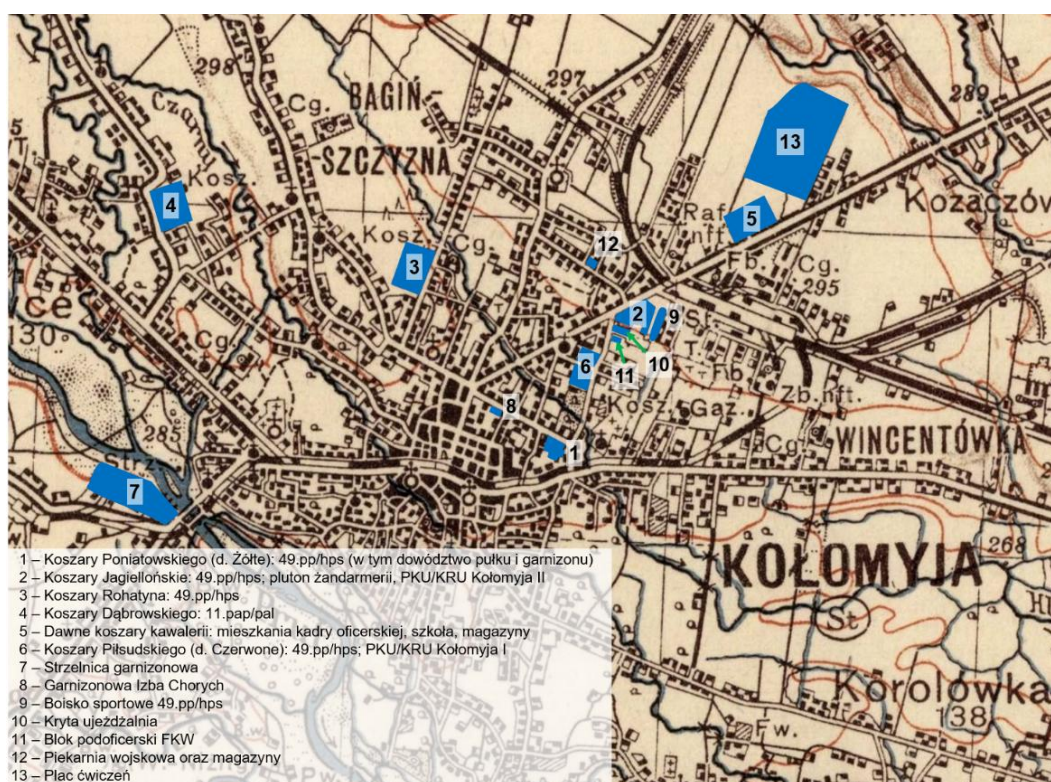 298
Czarny
Cg.
BAGIŃ-
-SZCZYZNA
297
289
13
Kosz.
4
Kosz.
3
Cg.
12
Raf.
nft.
5
Kozaczów
Fb.
Cg.
295
2
9
S.
T.
10
11
6
Fb.
ce
130
Cg.
8
Kosz.
Gaz.
Zb.nft.
285
1
Cg.
WINCENTÓWKA
7
KOŁOMYJA
268
St.
Korolówka
138
Fw.
1 – Koszary Poniatowskiego (d. Żółte): 49.pp/hps (w tym dowództwo pułku i garnizonu)
2 – Koszary Jagiellońskie: 49.pp/hps; pluton żandarmerii, PKU/KRU Kołomyja II
3 – Koszary Rohatyna: 49.pp/hps
4 – Koszary Dąbrowskiego: 11.pap/pal
5 – Dawne koszary kawalerii: mieszkania kadry oficerskiej, szkoła, magazyny
6 – Koszary Piłsudskiego (d. Czerwone): 49.pp/hps; PKU/KRU Kołomyja I
7 – Strzelnica garnizonowa
8 – Garnizonowa Izba Chorych
9 – Boisko sportowe 49.pp/hps
10 – Kryta ujeżdżalnia
11 – Blok podoficerski FKW
12 – Piekarnia wojskowa oraz magazyny
13 – Plac ćwiczeń